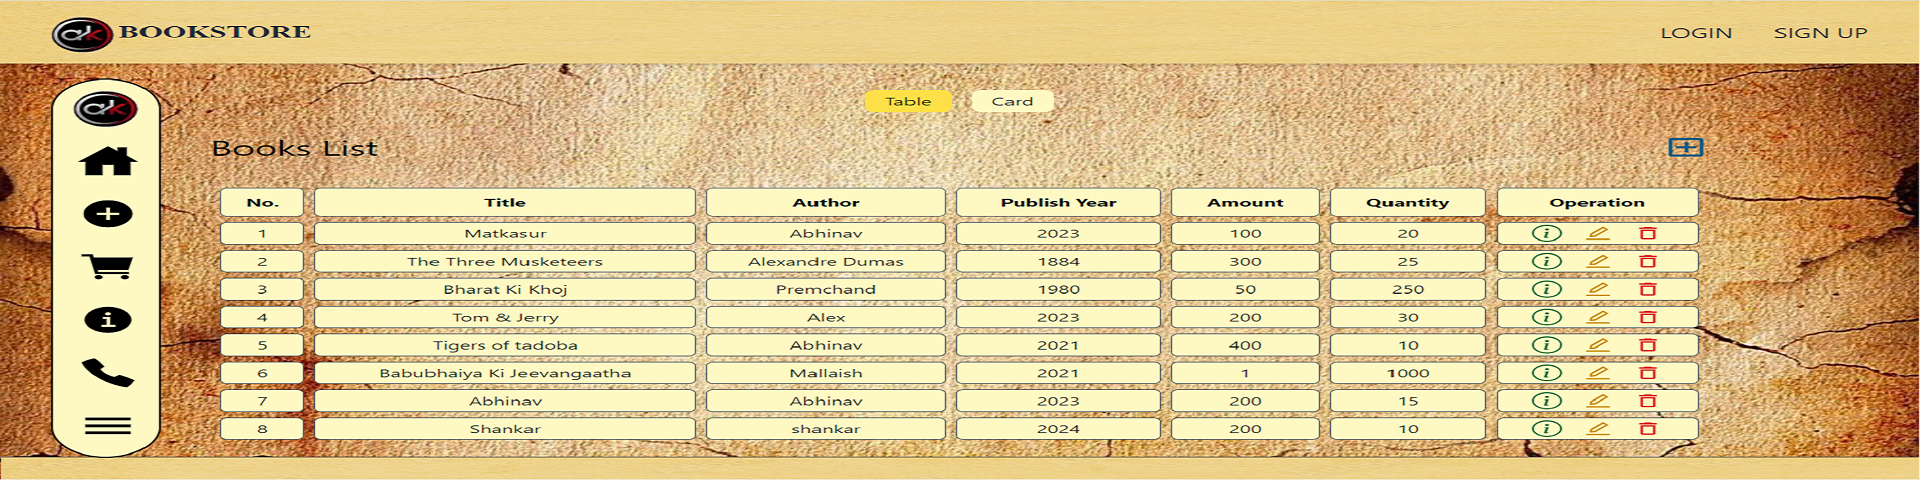 ak BOOKSTORE LOGIN SIGN UP
ak
Table Card
Books List
No. Title Author Publish Year Amount Quantity Operation
1 Matkasur Abhinav 2023 100 20
2 The Three Musketeers Alexandre Dumas 1884 300 25
3 Bharat Ki Khoj Premchand 1980 50 250
4 Tom & Jerry Alex 2023 200 30
5 Tigers of tadoba Abhinav 2021 400 10
6 Babubhaiya Ki Jeevangaatha Mallaish 2021 1 1000
7 Abhinav Abhinav 2023 200 15
8 Shankar shankar 2024 200 10